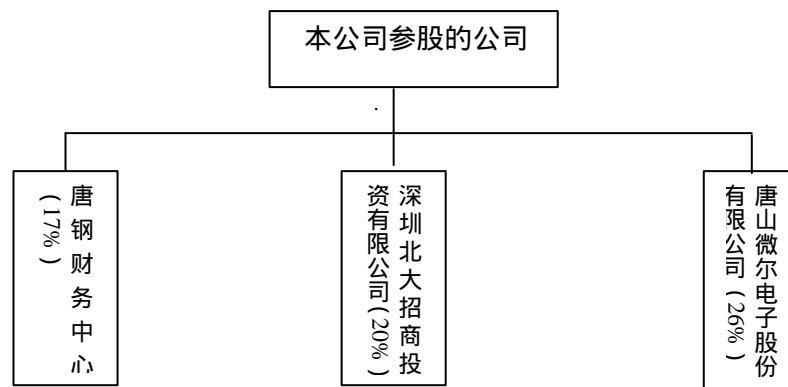 本公司参股的公司
唐钢财务中心
(17%)
深圳北大招商投
资有限公司(20%)
唐山微尔电子股份
有限公司(26%)